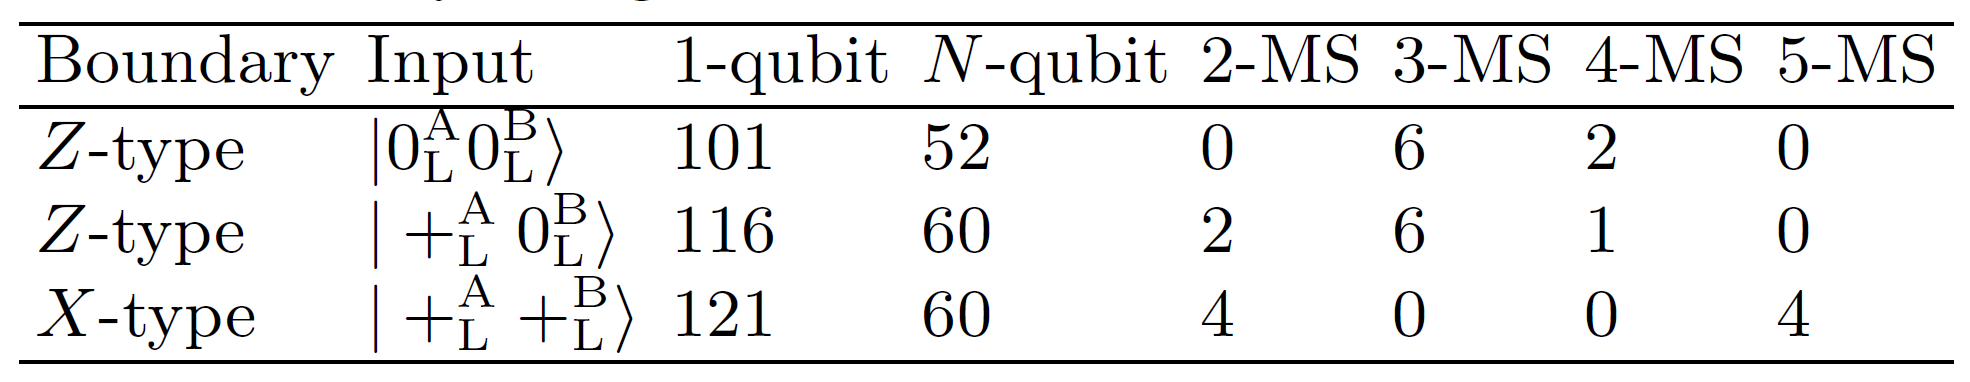 Boundary Input 1-qubit N-qubit 2-MS 3-MS 4-MS 5-MS
Z-type |0_L^A 0_L^B⟩ 101 52 0 6 2 0
Z-type | +_L^A 0_L^B⟩ 116 60 2 6 1 0
X-type | +_L^A +_L^B⟩ 121 60 4 0 0 4